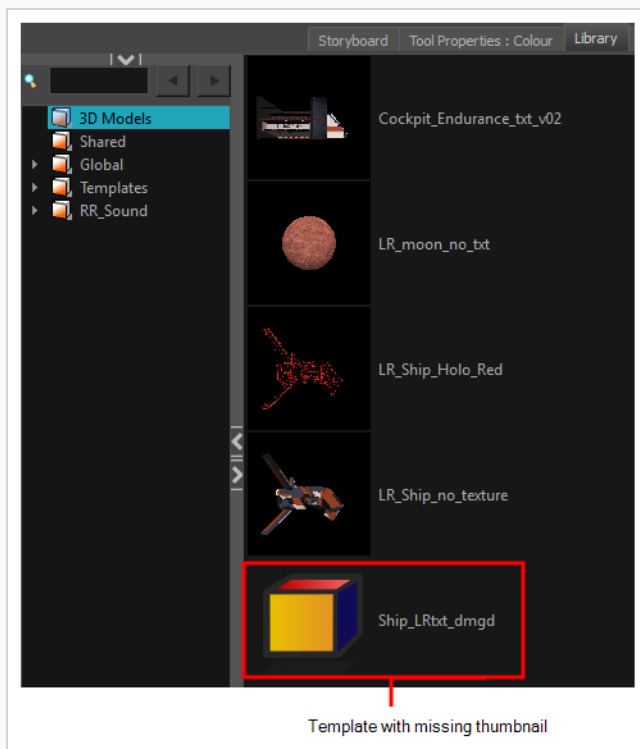 Storyboard
Tool Properties : Colour
Library
3D Models
Shared
Global
Templates
RR_Sound
Cockpit_Endurance_txt_v02
LR_moon_no_txt
LR_Ship_Holo_Red
LR_Ship_no_texture
Ship_LRtxt_dmgd
Template with missing thumbnail